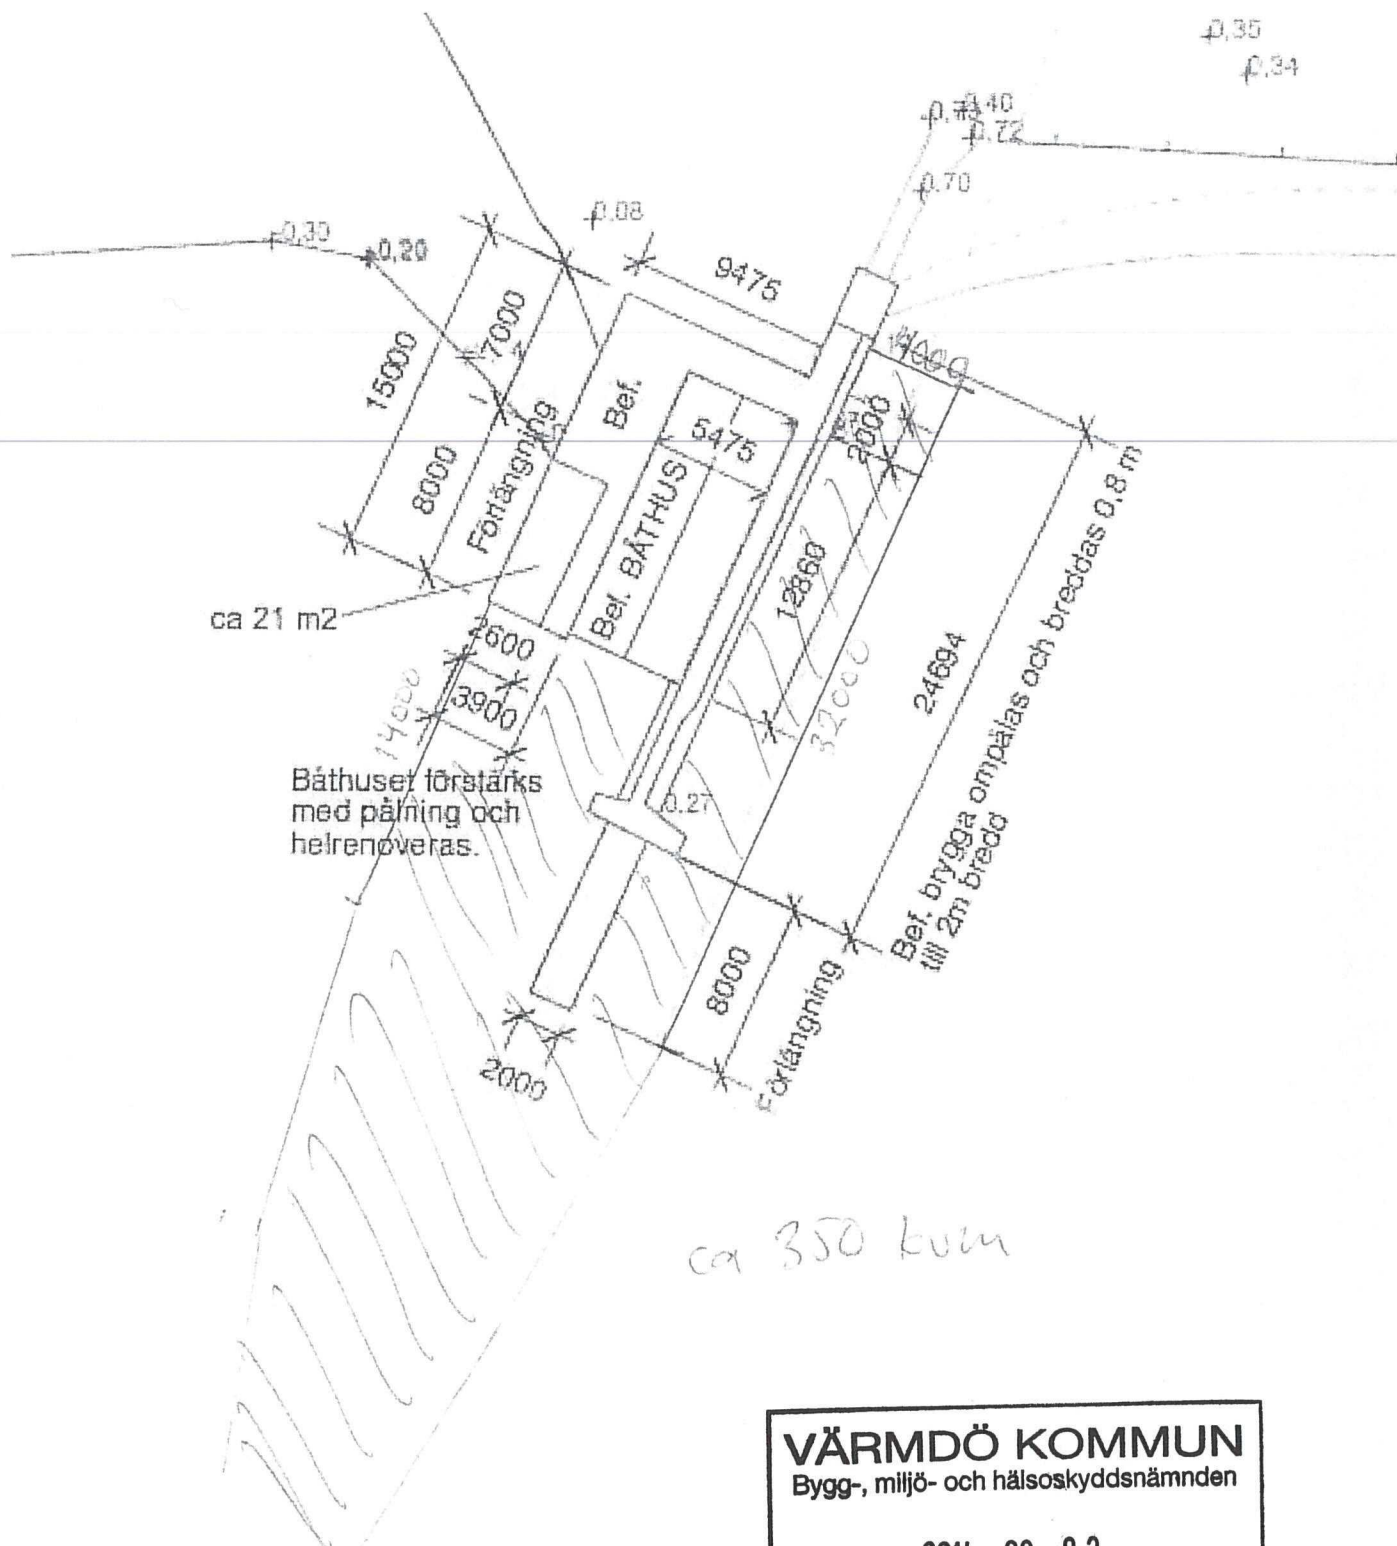 0,35
0,34
0,40
0,72
0.70
0.08
-0,30
0,20
9475
4000
15000
7000
8000
Förlängning
Bef.
5475
2000
Bef. BÅTHUS
12860
32000
24694
Bef. brygga ompålas och breddas 0,8 m
till 2m bredd
ca 21 m2
2600
3900
14000
Båthuset förstärks
med pålning och
helrenoveras.
0.27
8000
Förlängning
2000
ca 350 kvm
VÄRMDÖ KOMMUN
Bygg-, miljö- och hälsoskyddsnämnden